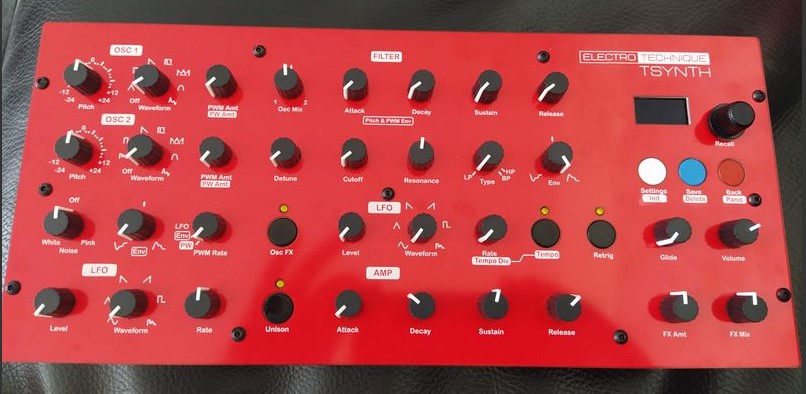 OSC 1
FILTER
ELECTRO TECHNIQUE
TSYNTH
-24 -12 0 +12 +24
Pitch
Off
Waveform
PWM Amt
PW Amt
1 2
Osc Mix
Attack
Decay
Sustain
Release
Pitch & PWM Env
Recall
OSC 2
-24 -12 0 +12 +24
Pitch
Off
Waveform
PWM Amt
PW Amt
Detune
Cutoff
Resonance
LP HP
BP
Type
Env
Settings
Init
Save
Delete
Back
Panic
Off
White Pink
Noise
Env
LFO
Env
PW
PWM Rate
Osc FX
LFO
Level
Waveform
Rate
Tempo Div
Tempo
Retrig
Glide
Volume
LFO
AMP
Level
Waveform
Rate
Unison
Attack
Decay
Sustain
Release
FX Amt
FX Mix